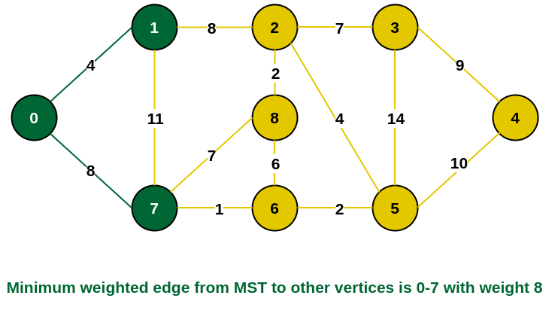 1 8 2 7 3
4 9
2
0 11 8 4 14 4
7
8 6 10
7 1 6 2 5
Minimum weighted edge from MST to other vertices is 0-7 with weight 8